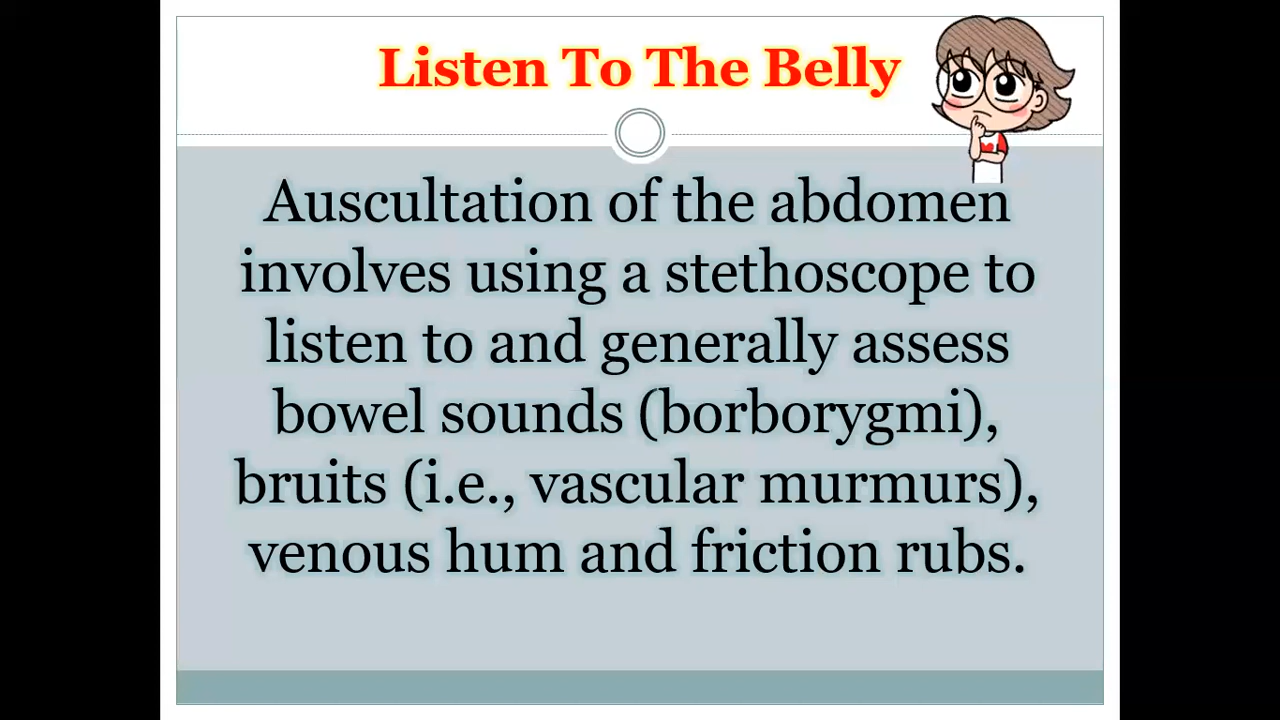 Listen To The Belly
Auscultation of the abdomen
involves using a stethoscope to
listen to and generally assess
bowel sounds (borborygmi),
bruits (i.e., vascular murmurs),
venous hum and friction rubs.